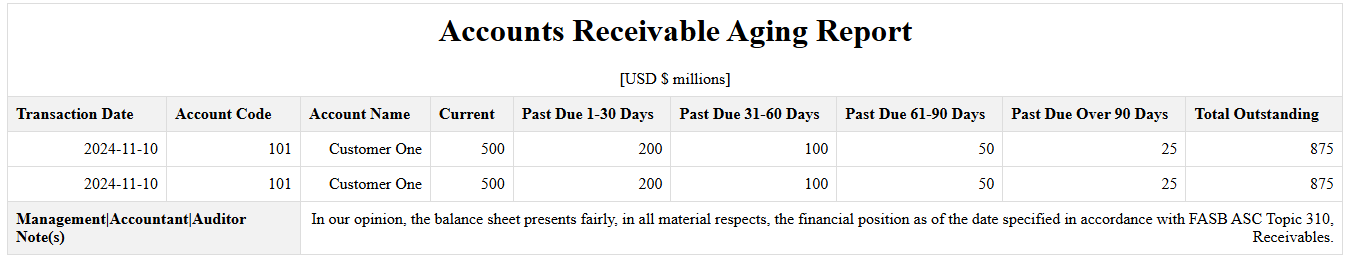 Accounts Receivable Aging Report
[USD $ millions]
Transaction Date Account Code Account Name Current Past Due 1-30 Days Past Due 31-60 Days Past Due 61-90 Days Past Due Over 90 Days Total Outstanding
2024-11-10 101 Customer One 500 200 100 50 25 875
2024-11-10 101 Customer One 500 200 100 50 25 875
Management|Accountant|Auditor
Note(s)
In our opinion, the balance sheet presents fairly, in all material respects, the financial position as of the date specified in accordance with FASB ASC Topic 310,
Receivables.